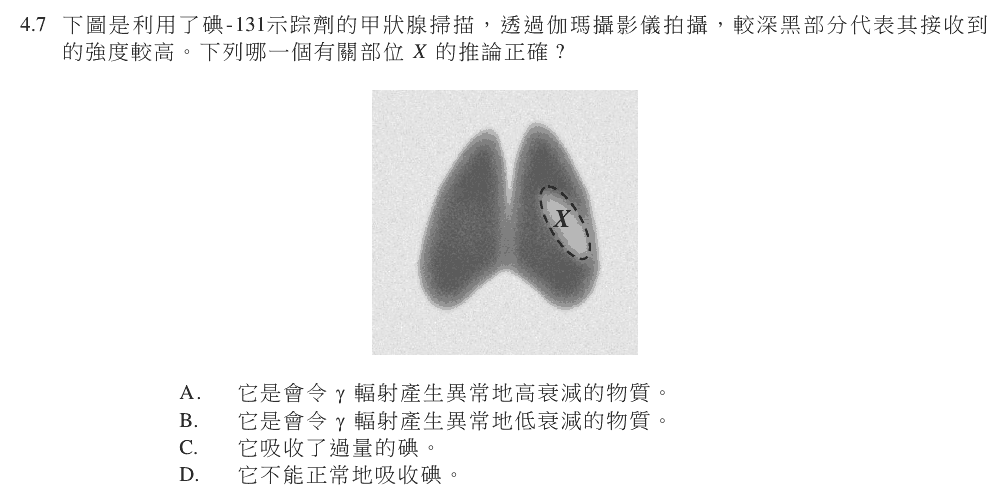 4.7 下圖是利用了碘-131示踪劑的甲狀腺掃描，透過伽瑪攝影儀拍攝，較深黑部分代表其接收到
的強度較高。下列哪一個有關部位 X 的推論正確？
X
A. 它是會令 γ 輻射產生異常地高衰減的物質。
B. 它是會令 γ 輻射產生異常地低衰減的物質。
C. 它吸收了過量的碘。
D. 它不能正常地吸收碘。